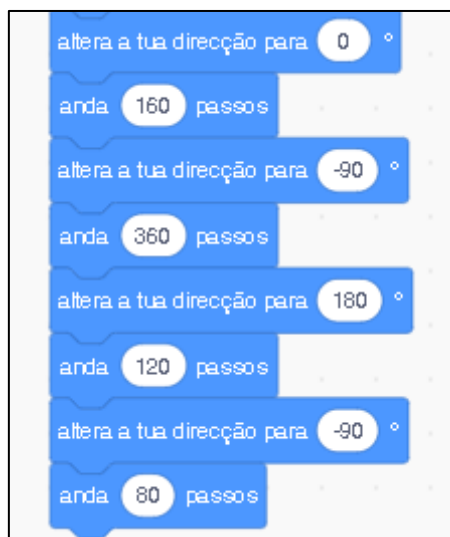 altera a tua direcção para 0 °
anda 160 passos
altera a tua direcção para -90 °
anda 360 passos
altera a tua direcção para 180 °
anda 120 passos
altera a tua direcção para -90 °
anda 80 passos